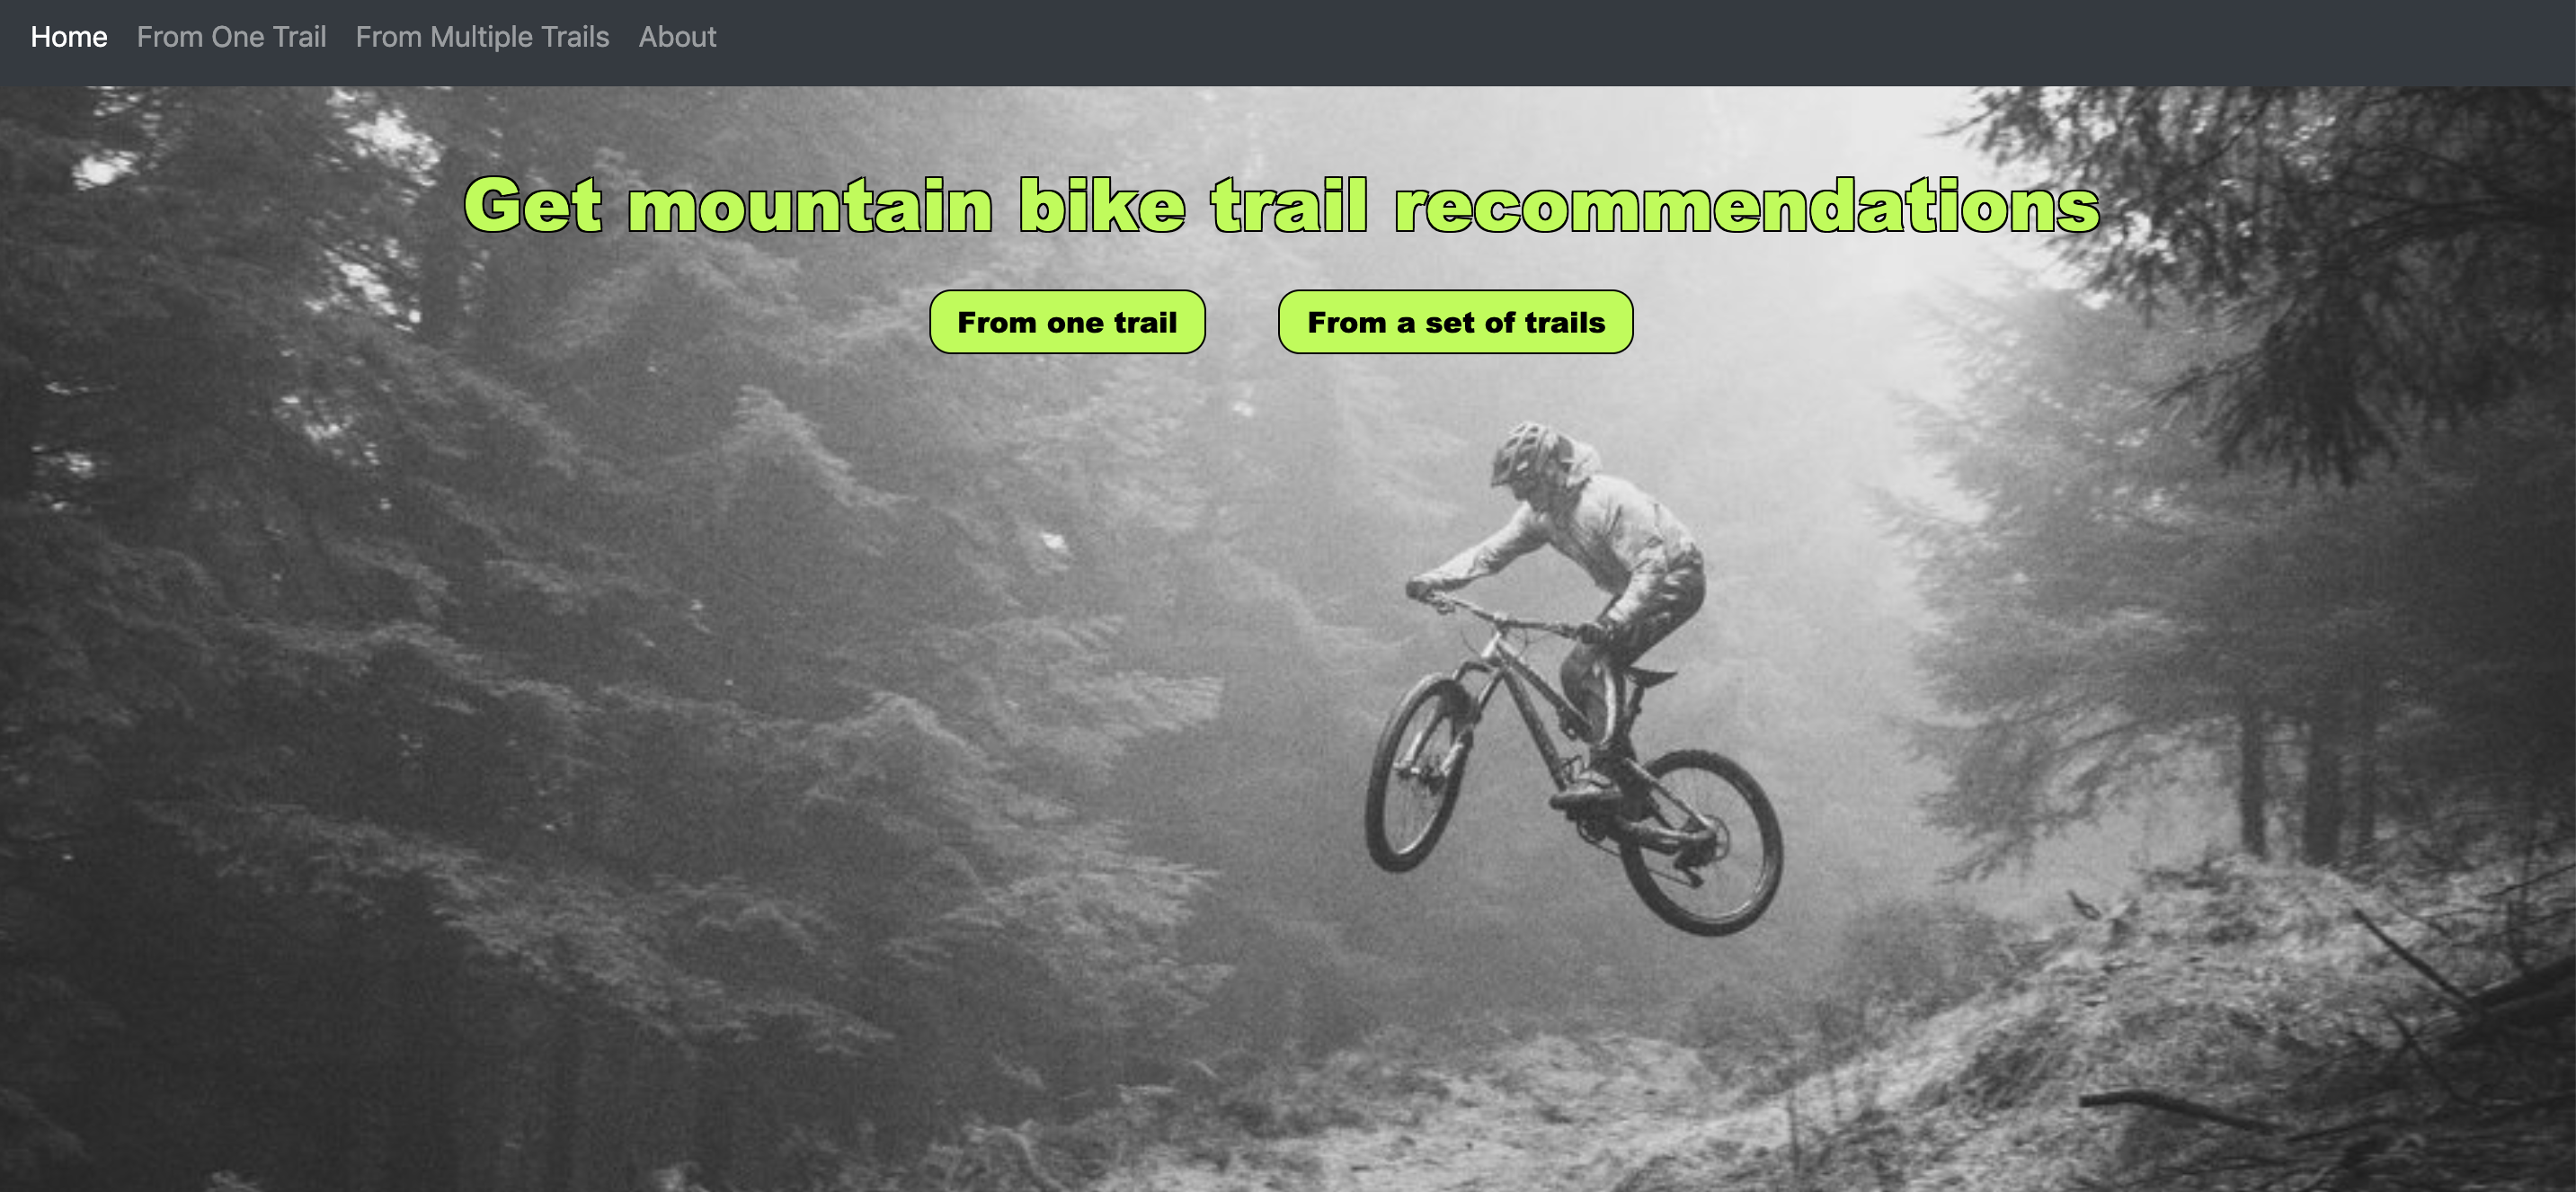 Home From One Trail From Multiple Trails About
Get mountain bike trail recommendations
From one trail From a set of trails